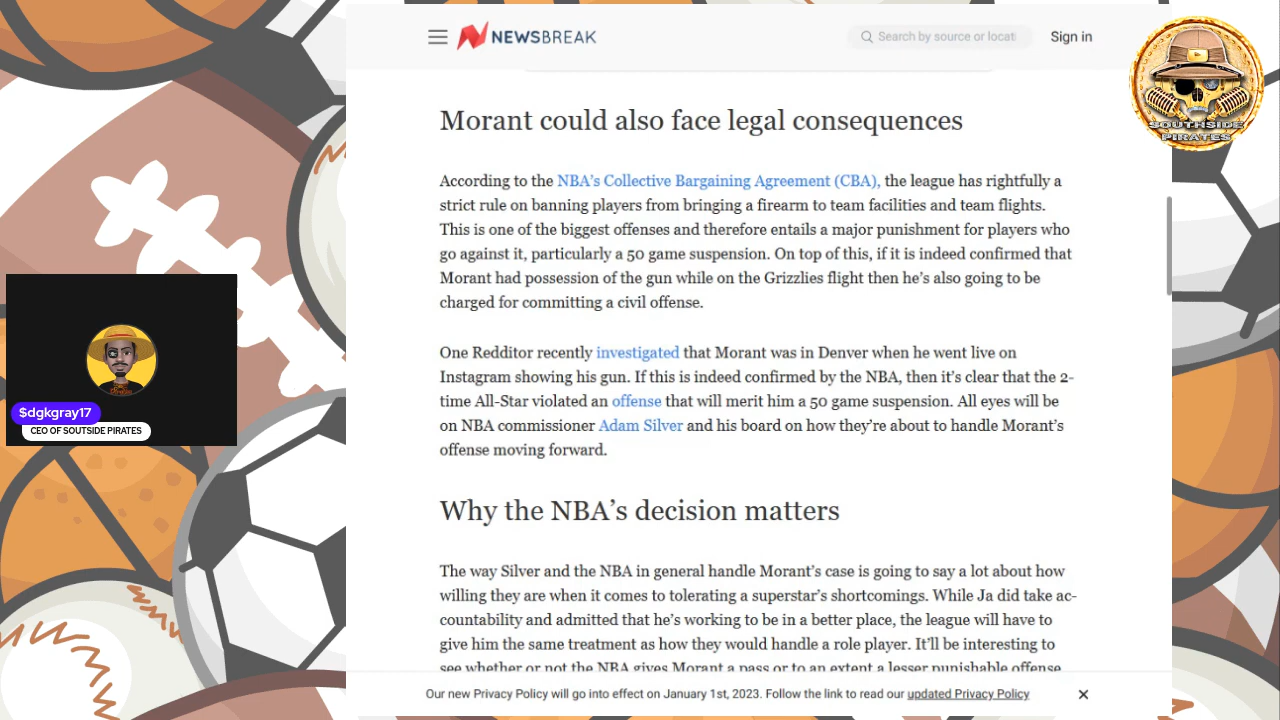 NEWSBREAK
Search by source or locati
Sign in
SOUTHSIDE
PIRATES
Morant could also face legal consequences
According to the NBA’s Collective Bargaining Agreement (CBA), the league has rightfully a
strict rule on banning players from bringing a firearm to team facilities and team flights.
This is one of the biggest offenses and therefore entails a major punishment for players who
go against it, particularly a 50 game suspension. On top of this, if it is indeed confirmed that
Morant had possession of the gun while on the Grizzlies flight then he’s also going to be
charged for committing a civil offense.
One Redditor recently investigated that Morant was in Denver when he went live on
Instagram showing his gun. If this is indeed confirmed by the NBA, then it’s clear that the 2-
time All-Star violated an offense that will merit him a 50 game suspension. All eyes will be
on NBA commissioner Adam Silver and his board on how they’re about to handle Morant’s
offense moving forward.
$dgkgray17
CEO OF SOUTSIDE PIRATES
Why the NBA’s decision matters
The way Silver and the NBA in general handle Morant’s case is going to say a lot about how
willing they are when it comes to tolerating a superstar’s shortcomings. While Ja did take ac-
countability and admitted that he’s working to be in a better place, the league will have to
give him the same treatment as how they would handle a role player. It’ll be interesting to
see whether or not the NBA gives Morant a pass or to an extent a lesser punishable offense
Our new Privacy Policy will go into effect on January 1st, 2023. Follow the link to read our updated Privacy Policy